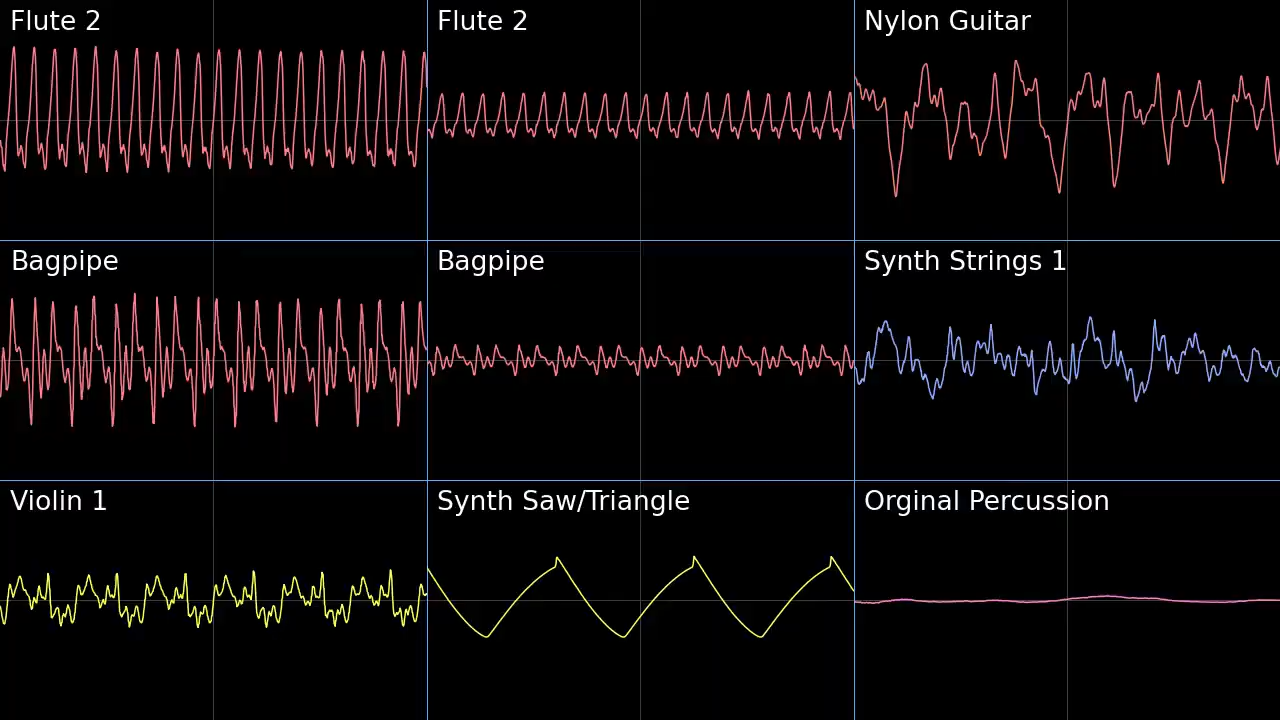 Flute 2
Flute 2
Nylon Guitar
Bagpipe
Bagpipe
Synth Strings 1
Violin 1
Synth Saw/Triangle
Orginal Percussion